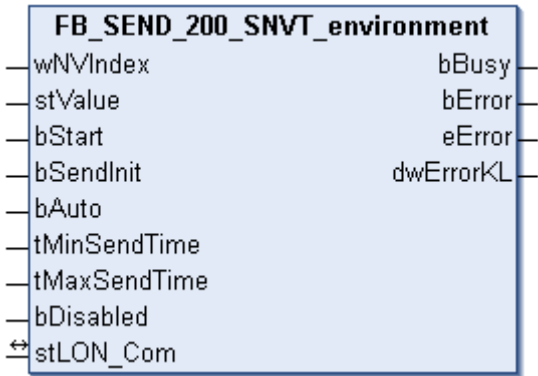 FB_SEND_200_SNVT_environment
wNVIndex bBusy
stValue bError
bStart eError
bSendInit dwErrorKL
bAuto
tMinSendTime
tMaxSendTime
bDisabled
stLON_Com